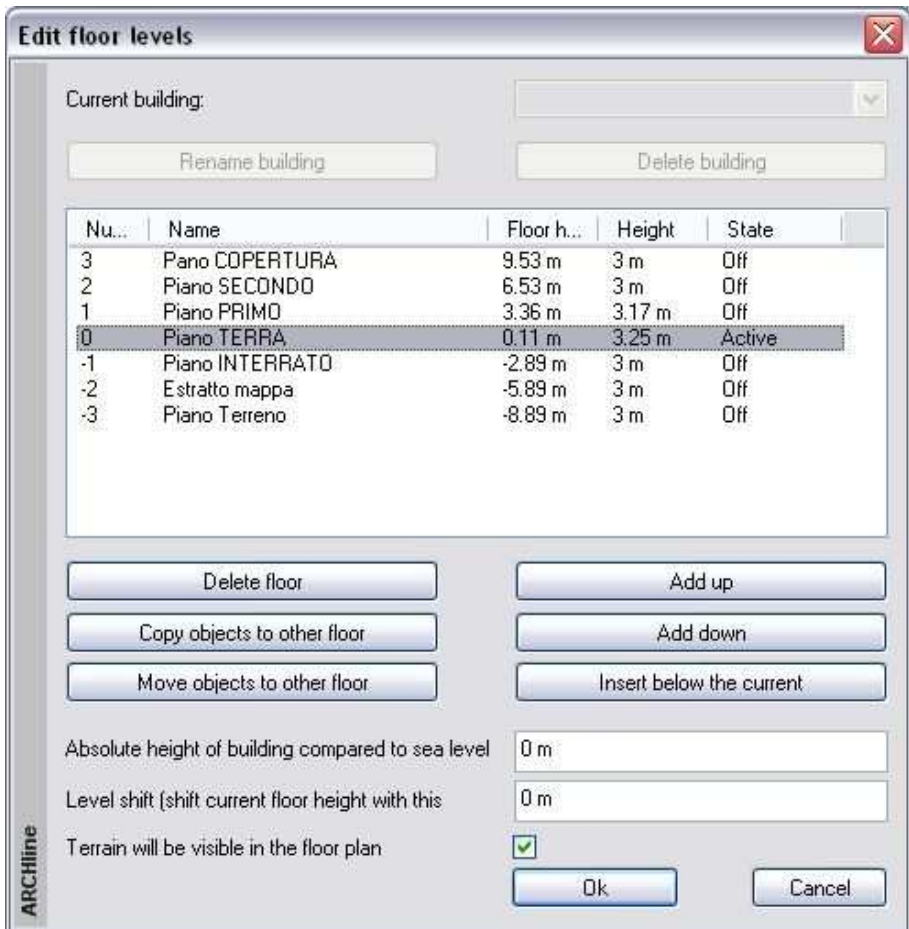 Edit floor levels
Current building:
Rename building Delete building
Nu... Name Floor h... Height State
3 Pano COPERTURA 9.53 m 3 m Off
2 Piano SECONDO 6.53 m 3 m Off
1 Piano PRIMO 3.36 m 3.17 m Off
0 Piano TERRA 0.11 m 3.25 m Active
-1 Piano INTERRATO -2.89 m 3 m Off
-2 Estratto mappa -5.89 m 3 m Off
-3 Piano Terreno -8.89 m 3 m Off
Delete floor Add up
Copy objects to other floor Add down
Move objects to other floor Insert below the current
Absolute height of building compared to sea level 0 m
Level shift (shift current floor height with this 0 m
Terrain will be visible in the floor plan
Ok Cancel
ARCHline